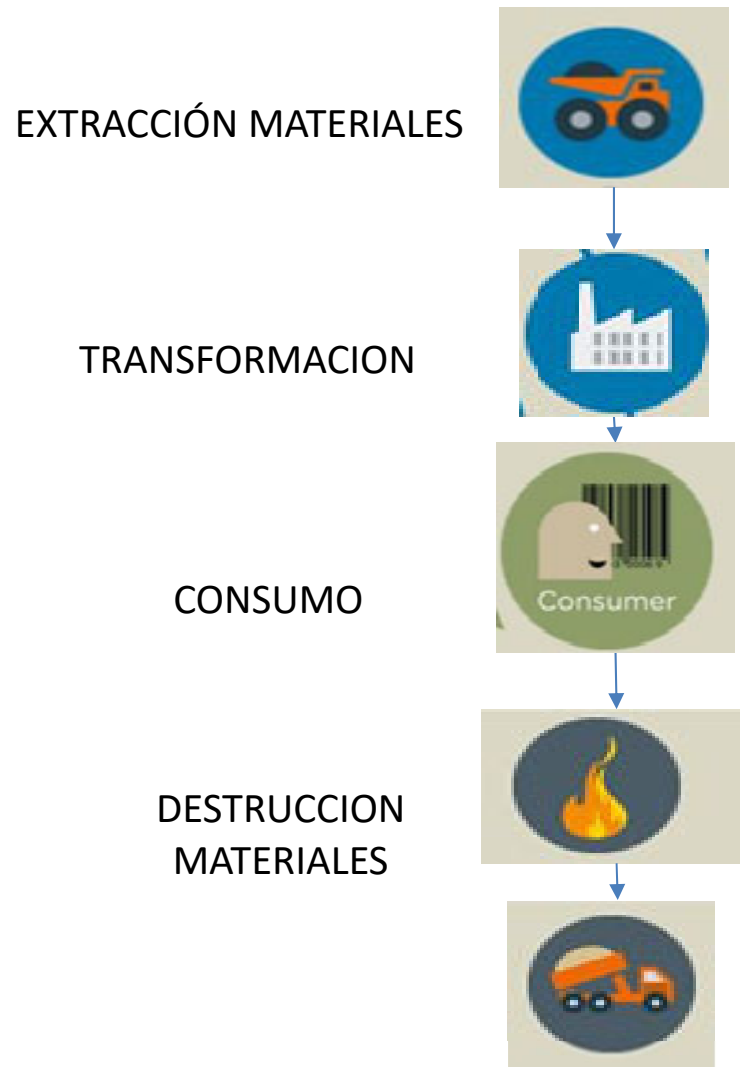 EXTRACCIÓN MATERIALES
TRANSFORMACION
CONSUMO
Consumer
DESTRUCCION
MATERIALES